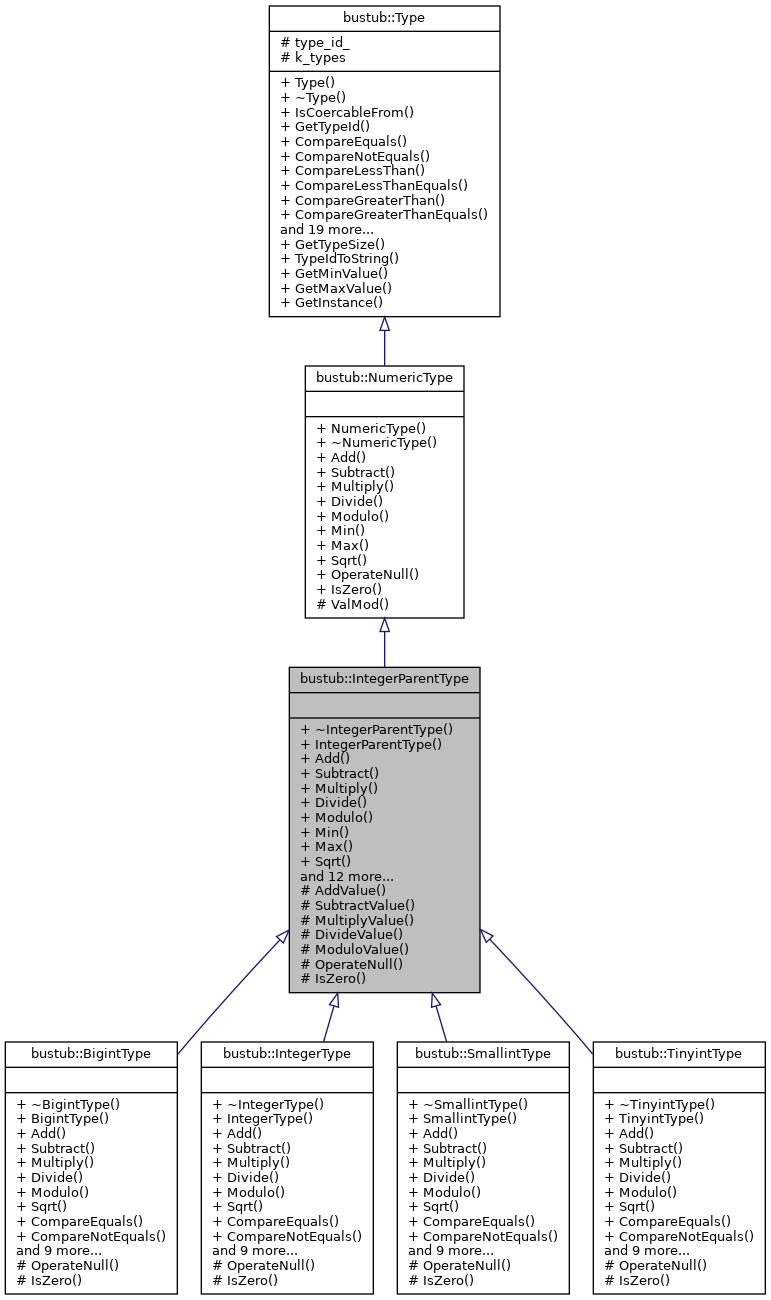 bustub::Type
# type_id_
# k_types
+ Type()
+ ~Type()
+ IsCoercableFrom()
+ GetTypeId()
+ CompareEquals()
+ CompareNotEquals()
+ CompareLessThan()
+ CompareLessThanEquals()
+ CompareGreaterThan()
+ CompareGreaterThanEquals()
and 19 more...
+ GetTypeSize()
+ TypeIdToString()
+ GetMinValue()
+ GetMaxValue()
+ GetInstance()
bustub::NumericType
+ NumericType()
+ ~NumericType()
+ Add()
+ Subtract()
+ Multiply()
+ Divide()
+ Modulo()
+ Min()
+ Max()
+ Sqrt()
+ OperateNull()
+ IsZero()
# ValMod()
bustub::IntegerParentType
+ ~IntegerParentType()
+ IntegerParentType()
+ Add()
+ Subtract()
+ Multiply()
+ Divide()
+ Modulo()
+ Min()
+ Max()
+ Sqrt()
and 12 more...
# AddValue()
# SubtractValue()
# MultiplyValue()
# DivideValue()
# ModuloValue()
# OperateNull()
# IsZero()
bustub::BigintType
+ ~BigintType()
+ BigintType()
+ Add()
+ Subtract()
+ Multiply()
+ Divide()
+ Modulo()
+ Sqrt()
+ CompareEquals()
+ CompareNotEquals()
and 9 more...
# OperateNull()
# IsZero()
bustub::IntegerType
+ ~IntegerType()
+ IntegerType()
+ Add()
+ Subtract()
+ Multiply()
+ Divide()
+ Modulo()
+ Sqrt()
+ CompareEquals()
+ CompareNotEquals()
and 9 more...
# OperateNull()
# IsZero()
bustub::SmallintType
+ ~SmallintType()
+ SmallintType()
+ Add()
+ Subtract()
+ Multiply()
+ Divide()
+ Modulo()
+ Sqrt()
+ CompareEquals()
+ CompareNotEquals()
and 9 more...
# OperateNull()
# IsZero()
bustub::TinyintType
+ ~TinyintType()
+ TinyintType()
+ Add()
+ Subtract()
+ Multiply()
+ Divide()
+ Modulo()
+ Sqrt()
+ CompareEquals()
+ CompareNotEquals()
and 9 more...
# OperateNull()
# IsZero()